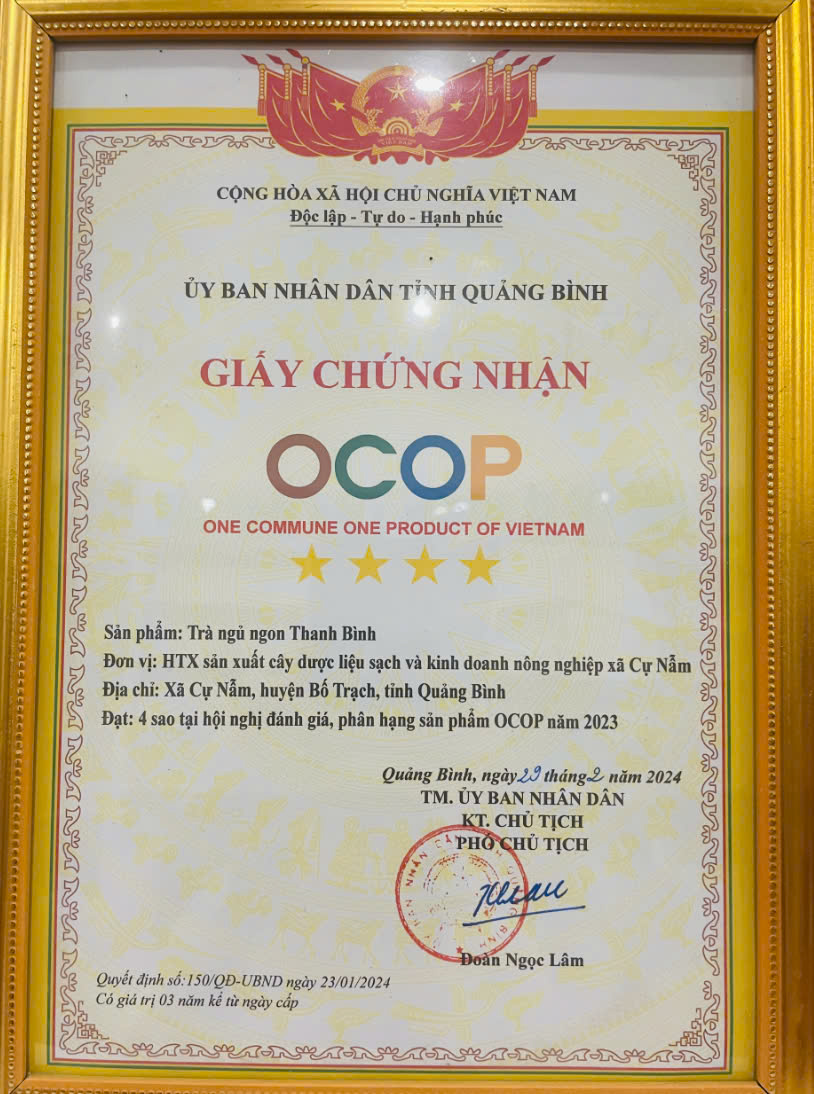 CỘNG HÒA XÃ HỘI CHỦ NGHĨA VIỆT NAM
Độc lập - Tự do - Hạnh phúc
ỦY BAN NHÂN DÂN TỈNH QUẢNG BÌNH
GIẤY CHỨNG NHẬN
OCOP
ONE COMMUNE ONE PRODUCT OF VIETNAM
Sản phẩm: Trà ngủ ngon Thanh Bình
Đơn vị: HTX sản xuất cây dược liệu sạch và kinh doanh nông nghiệp xã Cự Nẫm
Địa chỉ: Xã Cự Nẫm, huyện Bố Trạch, tỉnh Quảng Bình
Đạt: 4 sao tại hội nghị đánh giá, phân hạng sản phẩm OCOP năm 2023
Quảng Bình, ngày 29 tháng 2 năm 2024
TM. ỦY BAN NHÂN DÂN
KT. CHỦ TỊCH
PHÓ CHỦ TỊCH
Đoàn Ngọc Lâm
Quyết định số:150/QĐ-UBND ngày 23/01/2024
Có giá trị 03 năm kể từ ngày cấp